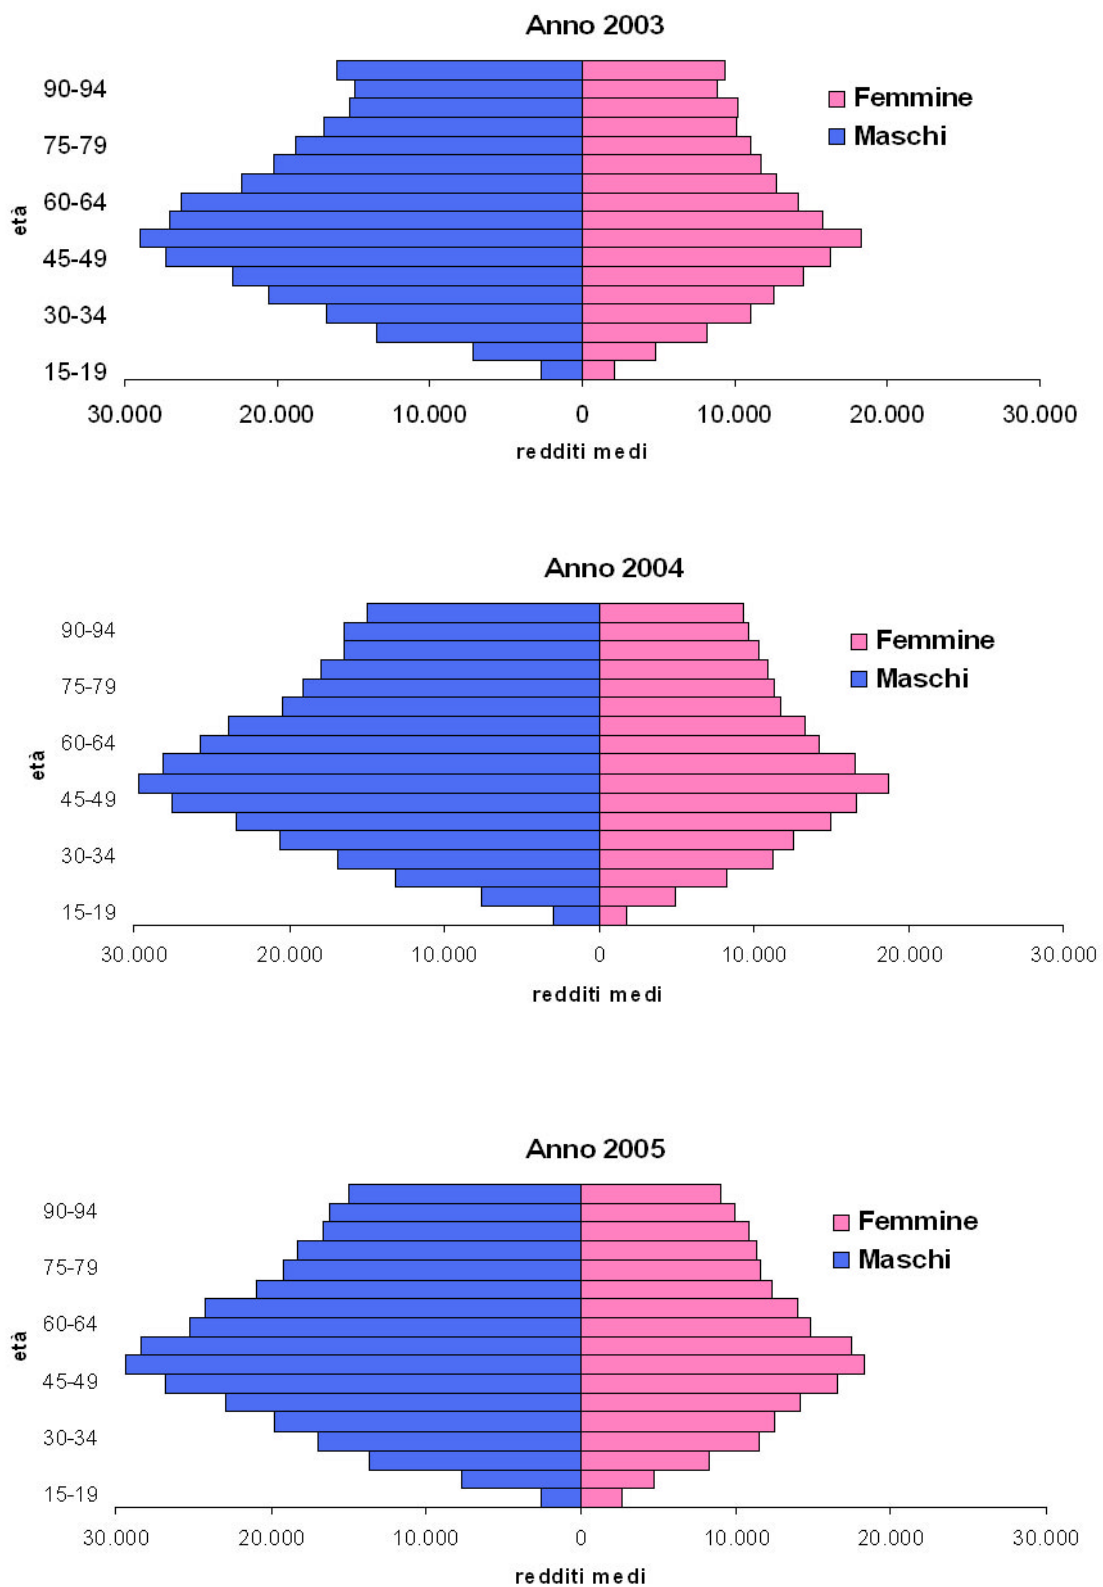 Anno 2003
90-94
75-79
60-64
45-49
30-34
15-19
età
Femmine
Maschi
30.000 20.000 10.000 0 10.000 20.000 30.000
redditi medi
Anno 2004
90-94
75-79
60-64
45-49
30-34
15-19
età
Femmine
Maschi
30.000 20.000 10.000 0 10.000 20.000 30.000
redditi medi
Anno 2005
90-94
75-79
60-64
45-49
30-34
15-19
età
Femmine
Maschi
30.000 20.000 10.000 0 10.000 20.000 30.000
redditi medi